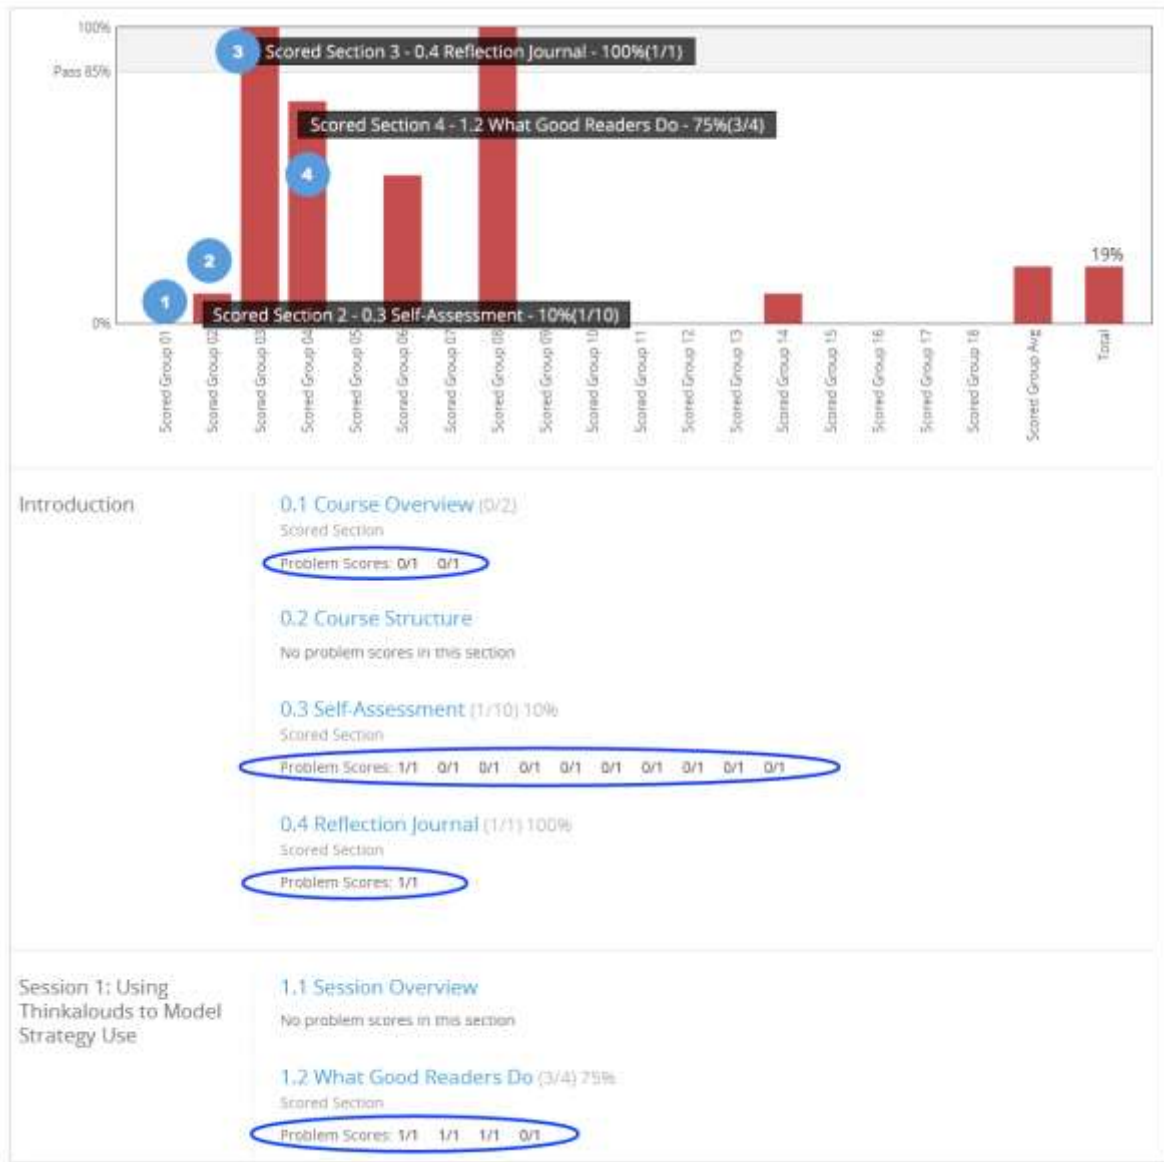 100%
3
Scored Section 3 - 0.4 Reflection Journal - 100%(1/1)
Pass 85%
Scored Section 4 - 1.2 What Good Readers Do - 75%(3/4)
4
2
19%
1
Scored Section 2 - 0.3 Self-Assessment - 10%(1/10)
0%
Scored Group 01
Scored Group 02
Scored Group 03
Scored Group 04
Scored Group 05
Scored Group 06
Scored Group 07
Scored Group 08
Scored Group 09
Scored Group 10
Scored Group 11
Scored Group 12
Scored Group 13
Scored Group 14
Scored Group 15
Scored Group 16
Scored Group 17
Scored Group 18
Scored Group Avg
Total
Introduction
0.1 Course Overview (0/2)
Scored Section
Problem Scores: 0/1 0/1
0.2 Course Structure
No problem scores in this section
0.3 Self-Assessment (1/10) 10%
Scored Section
Problem Scores: 1/1 0/1 0/1 0/1 0/1 0/1 0/1 0/1 0/1 0/1
0.4 Reflection Journal (1/1) 100%
Scored Section
Problem Scores: 1/1
Session 1: Using
Thinkalouds to Model
Strategy Use
1.1 Session Overview
No problem scores in this section
1.2 What Good Readers Do (3/4) 75%
Scored Section
Problem Scores: 1/1 1/1 1/1 0/1